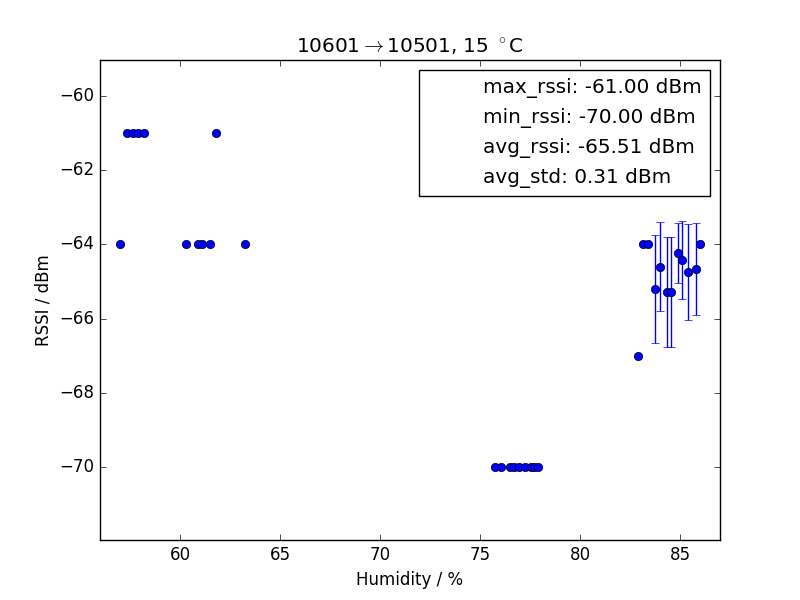 10601→10501, 15 °C
max_rssi: -61.00 dBm
min_rssi: -70.00 dBm
avg_rssi: -65.51 dBm
avg_std: 0.31 dBm
RSSI / dBm
−60
−62
−64
−66
−68
−70
60 65 70 75 80 85
Humidity / %